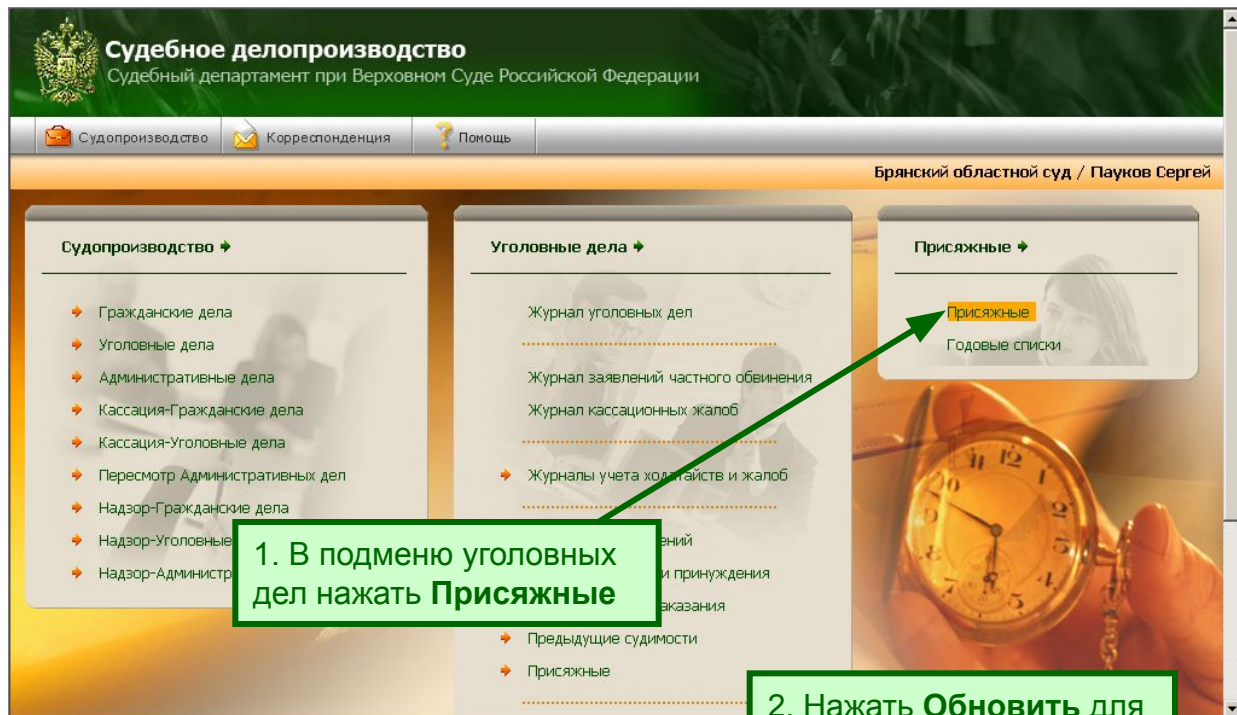 Судебное делопроизводство
Судебный департамент при Верховном Суде Российской Федерации
Судопроизводство
Корреспонденция
Помощь
Брянский областной суд / Пауков Сергей
Судопроизводство
Гражданские дела
Уголовные дела
Административные дела
Кассация-Гражданские дела
Кассация-Уголовные дела
Пересмотр Административных дел
Надзор-Гражданские дела
Надзор-Уголовные
Надзор-Администр
Уголовные дела
Журнал уголовных дел
Журнал заявлений частного обвинения
Журнал кассационных жалоб
Журналы учета ходатайств и жалоб
ений
и принуждения
аказания
Предыдущие судимости
Присяжные
Присяжные
Присяжные
Годовые списки
1. В подменю уголовных
дел нажать Присяжные
2. Нажать Обновить для